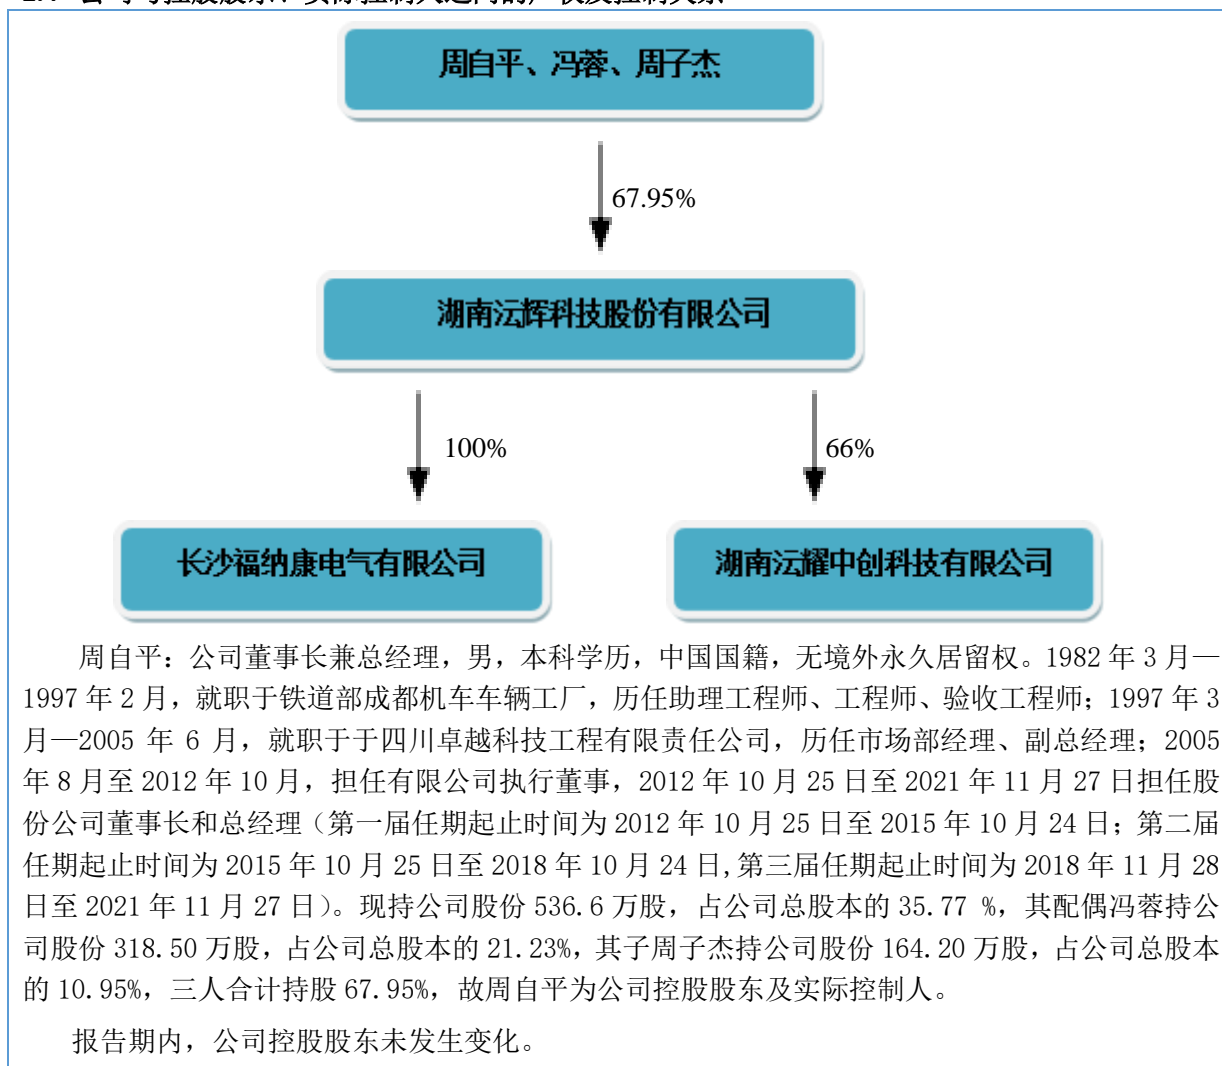 周自平、冯蓉、周子杰
67.95%
湖南沄辉科技股份有限公司
100%
66%
长沙福纳康电气有限公司
湖南沄耀中创科技有限公司
周自平：公司董事长兼总经理，男，本科学历，中国国籍，无境外永久居留权。1982 年 3 月—
1997 年 2 月，就职于铁道部成都机车车辆工厂，历任助理工程师、工程师、验收工程师；1997 年 3
月—2005 年 6 月，就职于于四川卓越科技工程有限责任公司，历任市场部经理、副总经理；2005
年 8 月至 2012 年 10 月，担任有限公司执行董事，2012 年 10 月 25 日至 2021 年 11 月 27 日担任股
份公司董事长和总经理（第一届任期起止时间为 2012 年 10 月 25 日至 2015 年 10 月 24 日；第二届
任期起止时间为 2015 年 10 月 25 日至 2018 年 10 月 24 日,第三届任期起止时间为 2018 年 11 月 28
日至 2021 年 11 月 27 日）。现持公司股份 536.6 万股，占公司总股本的 35.77 %，其配偶冯蓉持公
司股份 318.50 万股，占公司总股本的 21.23%，其子周子杰持公司股份 164.20 万股，占公司总股本
的 10.95%，三人合计持股 67.95%，故周自平为公司控股股东及实际控制人。
报告期内，公司控股股东未发生变化。